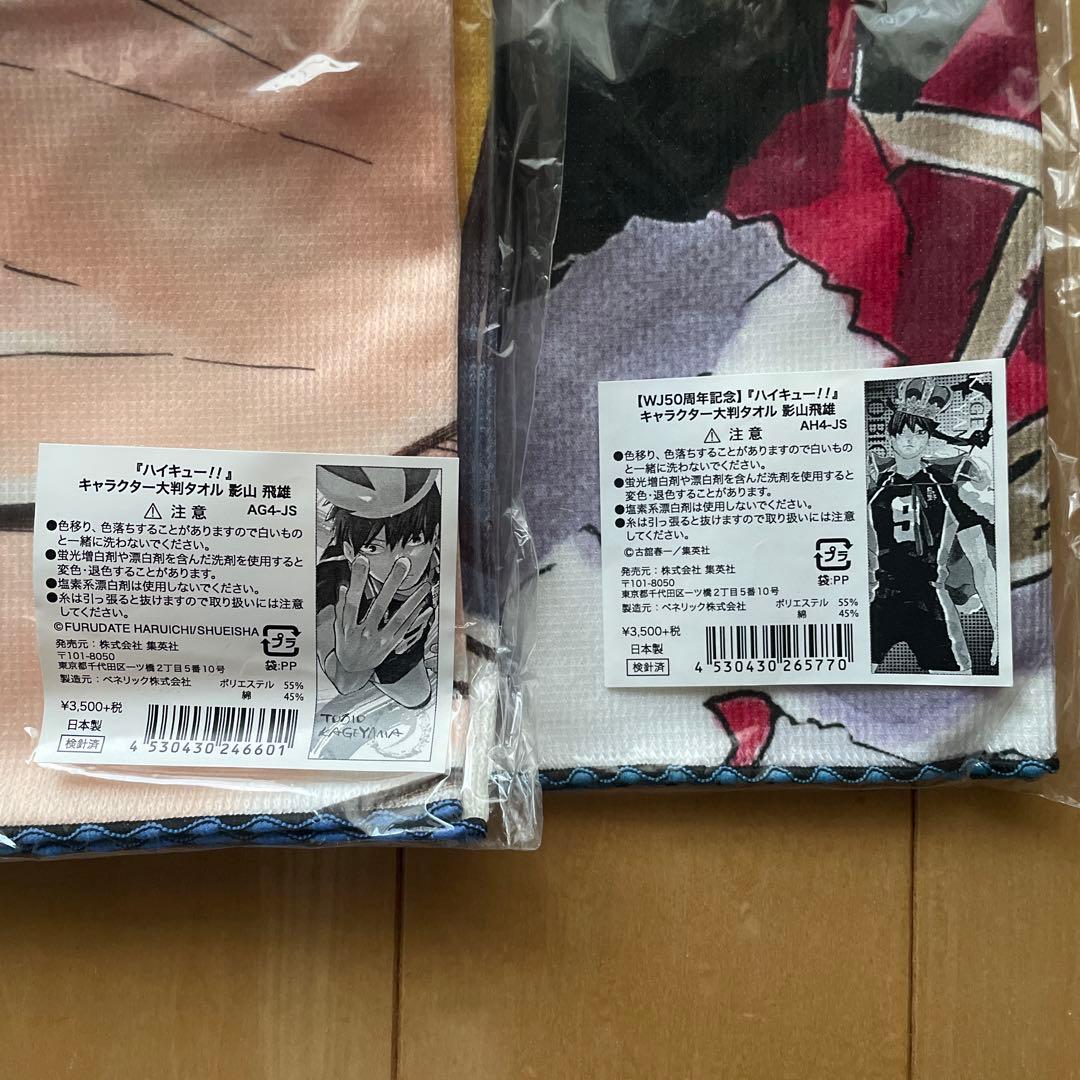 『ハイキュー!!』
キャラクター大判タオル 影山 飛雄
AG4-JS
⚠ 注意
●色移り、色落ちすることがありますので白いもの
と一緒に洗わないでください。
●蛍光増白剤や漂白剤を含んだ洗剤を使用すると
変色・退色することがあります。
●塩素系漂白剤は使用しないでください。
●糸は引っ張ると抜けますので取り扱いには注意
してください。
©FURUDATE HARUICHI/SHUEISHA
プラ
袋:PP
発売元:株式会社 集英社
〒101-8050
東京都千代田区一ツ橋2丁目5番10号
製造元:ベネリック株式会社
ポリエステル 55%
綿 45%
¥3,500+税
日本製
検針済
4 530430 246601
TOBIO
KAGEYAMA
【WJ50周年記念】『ハイキュー!!』
キャラクター大判タオル 影山飛雄
AH4-JS
⚠ 注意
●色移り、色落ちすることがありますので白いもの
と一緒に洗わないでください。
●蛍光増白剤や漂白剤を含んだ洗剤を使用すると
変色・退色することがあります。
●塩素系漂白剤は使用しないでください。
●糸は引っ張ると抜けますので取り扱いには注意
してください。
©古舘春一/集英社
プラ
袋:PP
発売元:株式会社 集英社
〒101-8050
東京都千代田区一ツ橋2丁目5番10号
製造元:ベネリック株式会社
ポリエステル 55%
綿 45%
¥3,500+税
日本製
検針済
4 530430 265770
9